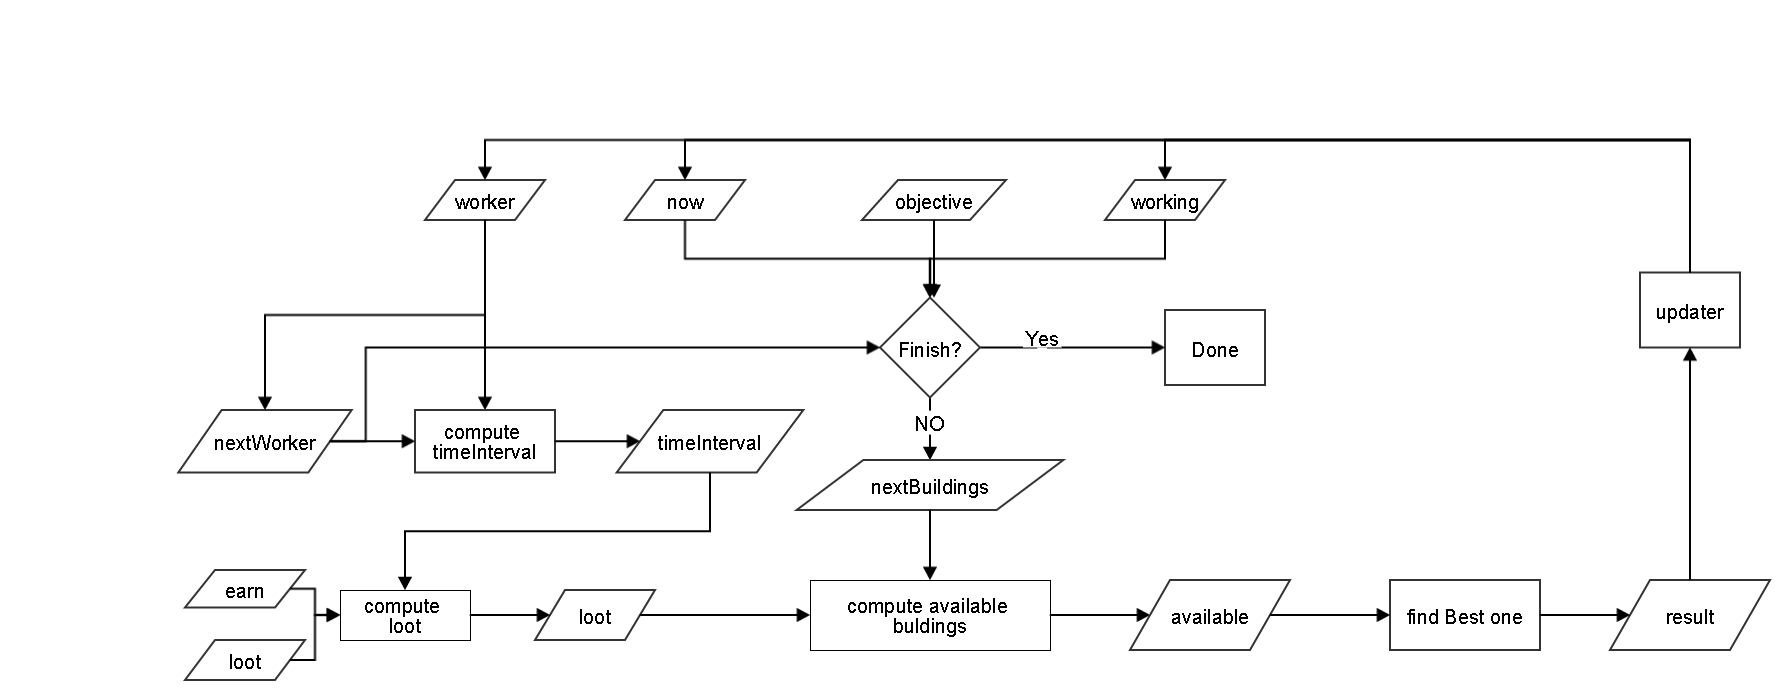 worker
now
objective
working
updater
Finish?
Yes
Done
nextWorker
compute
timeInterval
timeInterval
NO
nextBuildings
earn
compute
loot
loot
compute available
buldings
available
find Best one
result
loot